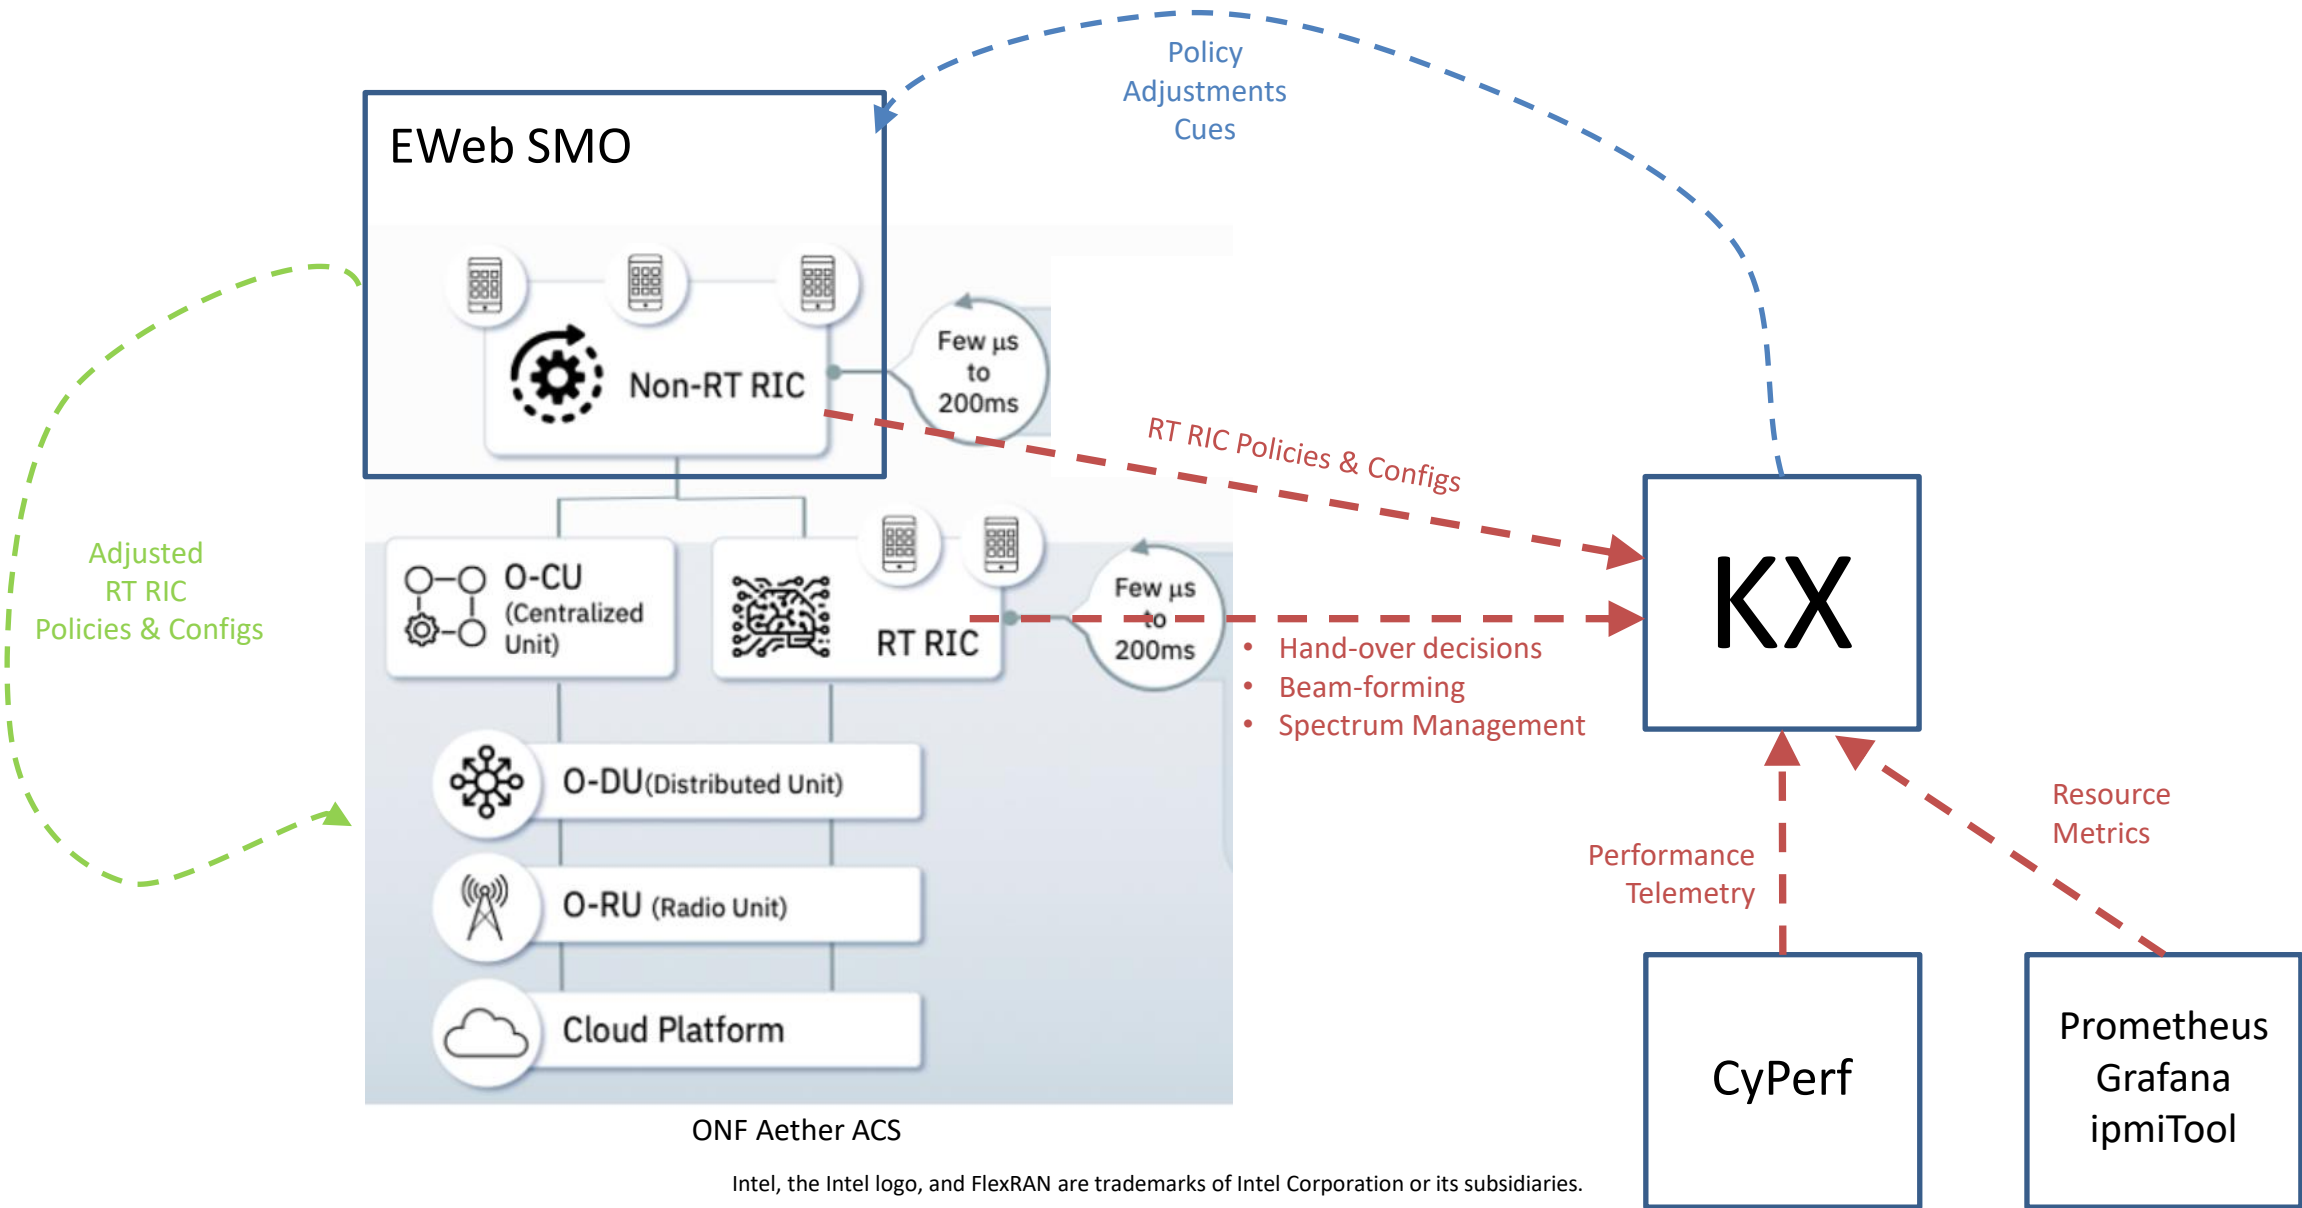 Policy
Adjustments
Cues
EWeb SMO
Few µs
to
200ms
Non-RT RIC
RT RIC Policies & Configs
Adjusted
RT RIC
Policies & Configs
O-CU
(Centralized
Unit)
RT RIC
Few µs
to
200ms
• Hand-over decisions
• Beam-forming
• Spectrum Management
KX
O-DU(Distributed Unit)
O-RU (Radio Unit)
Cloud Platform
Performance
Telemetry
Resource
Metrics
CyPerf
Prometheus
Grafana
ipmiTool
ONF Aether ACS
Intel, the Intel logo, and FlexRAN are trademarks of Intel Corporation or its subsidiaries.